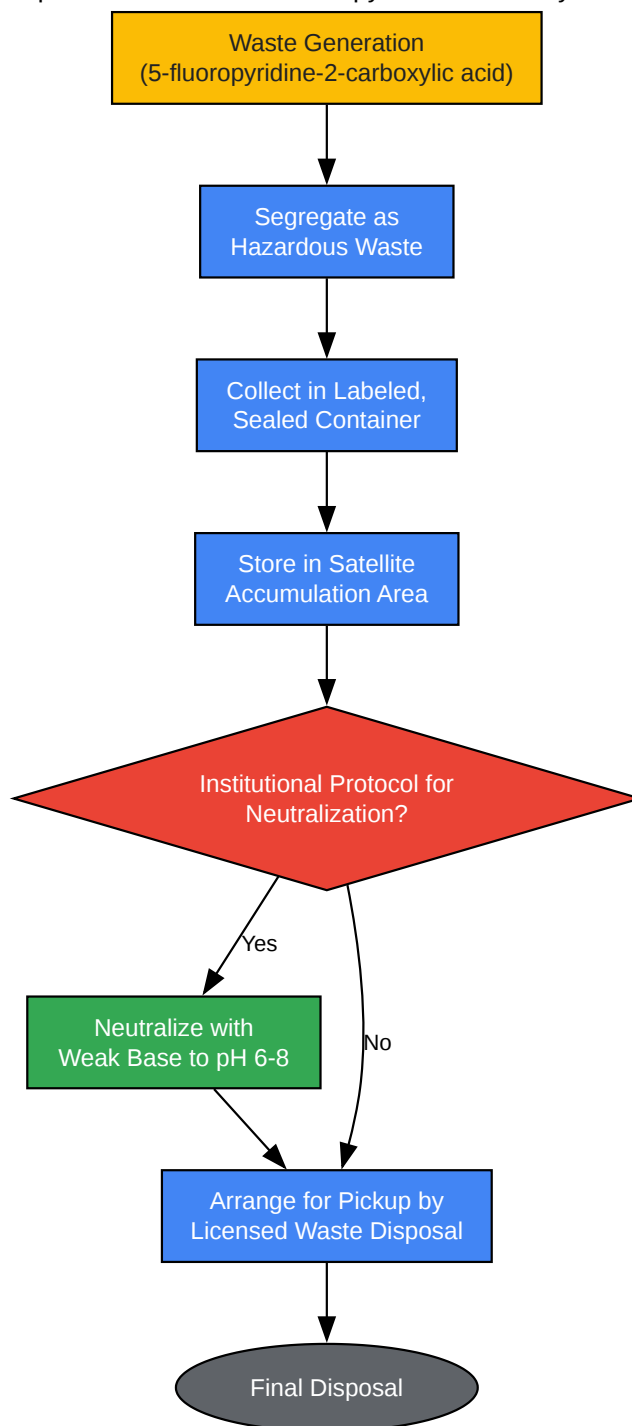 Waste Generation
(5-fluoropyridine-2-carboxylic acid)
Segregate as
Hazardous Waste
Collect in Labeled,
Sealed Container
Store in Satellite
Accumulation Area
Institutional Protocol for
Neutralization?
Yes
No
Neutralize with
Weak Base to pH 6-8
Arrange for Pickup by
Licensed Waste Disposal
Final Disposal